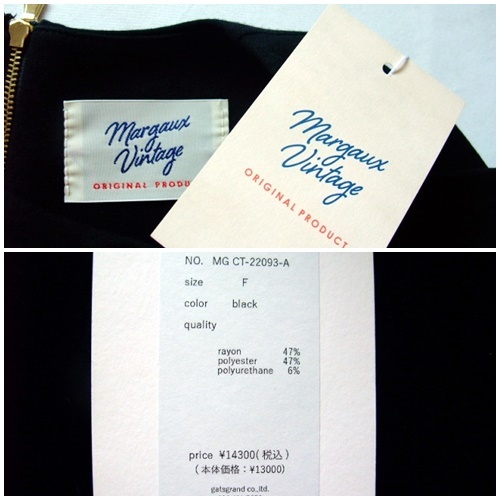 Margaux
Vintage
ORIGINAL PRODU
Margaux
Vintage
ORIGINAL PRODUCT
NO. MG CT-22093-A
size F
color black
quality
rayon 47%
polyester 47%
polyurethane 6%
price ¥14300(税込)
(本体価格：¥13000)
gatsgrand co.,ltd.